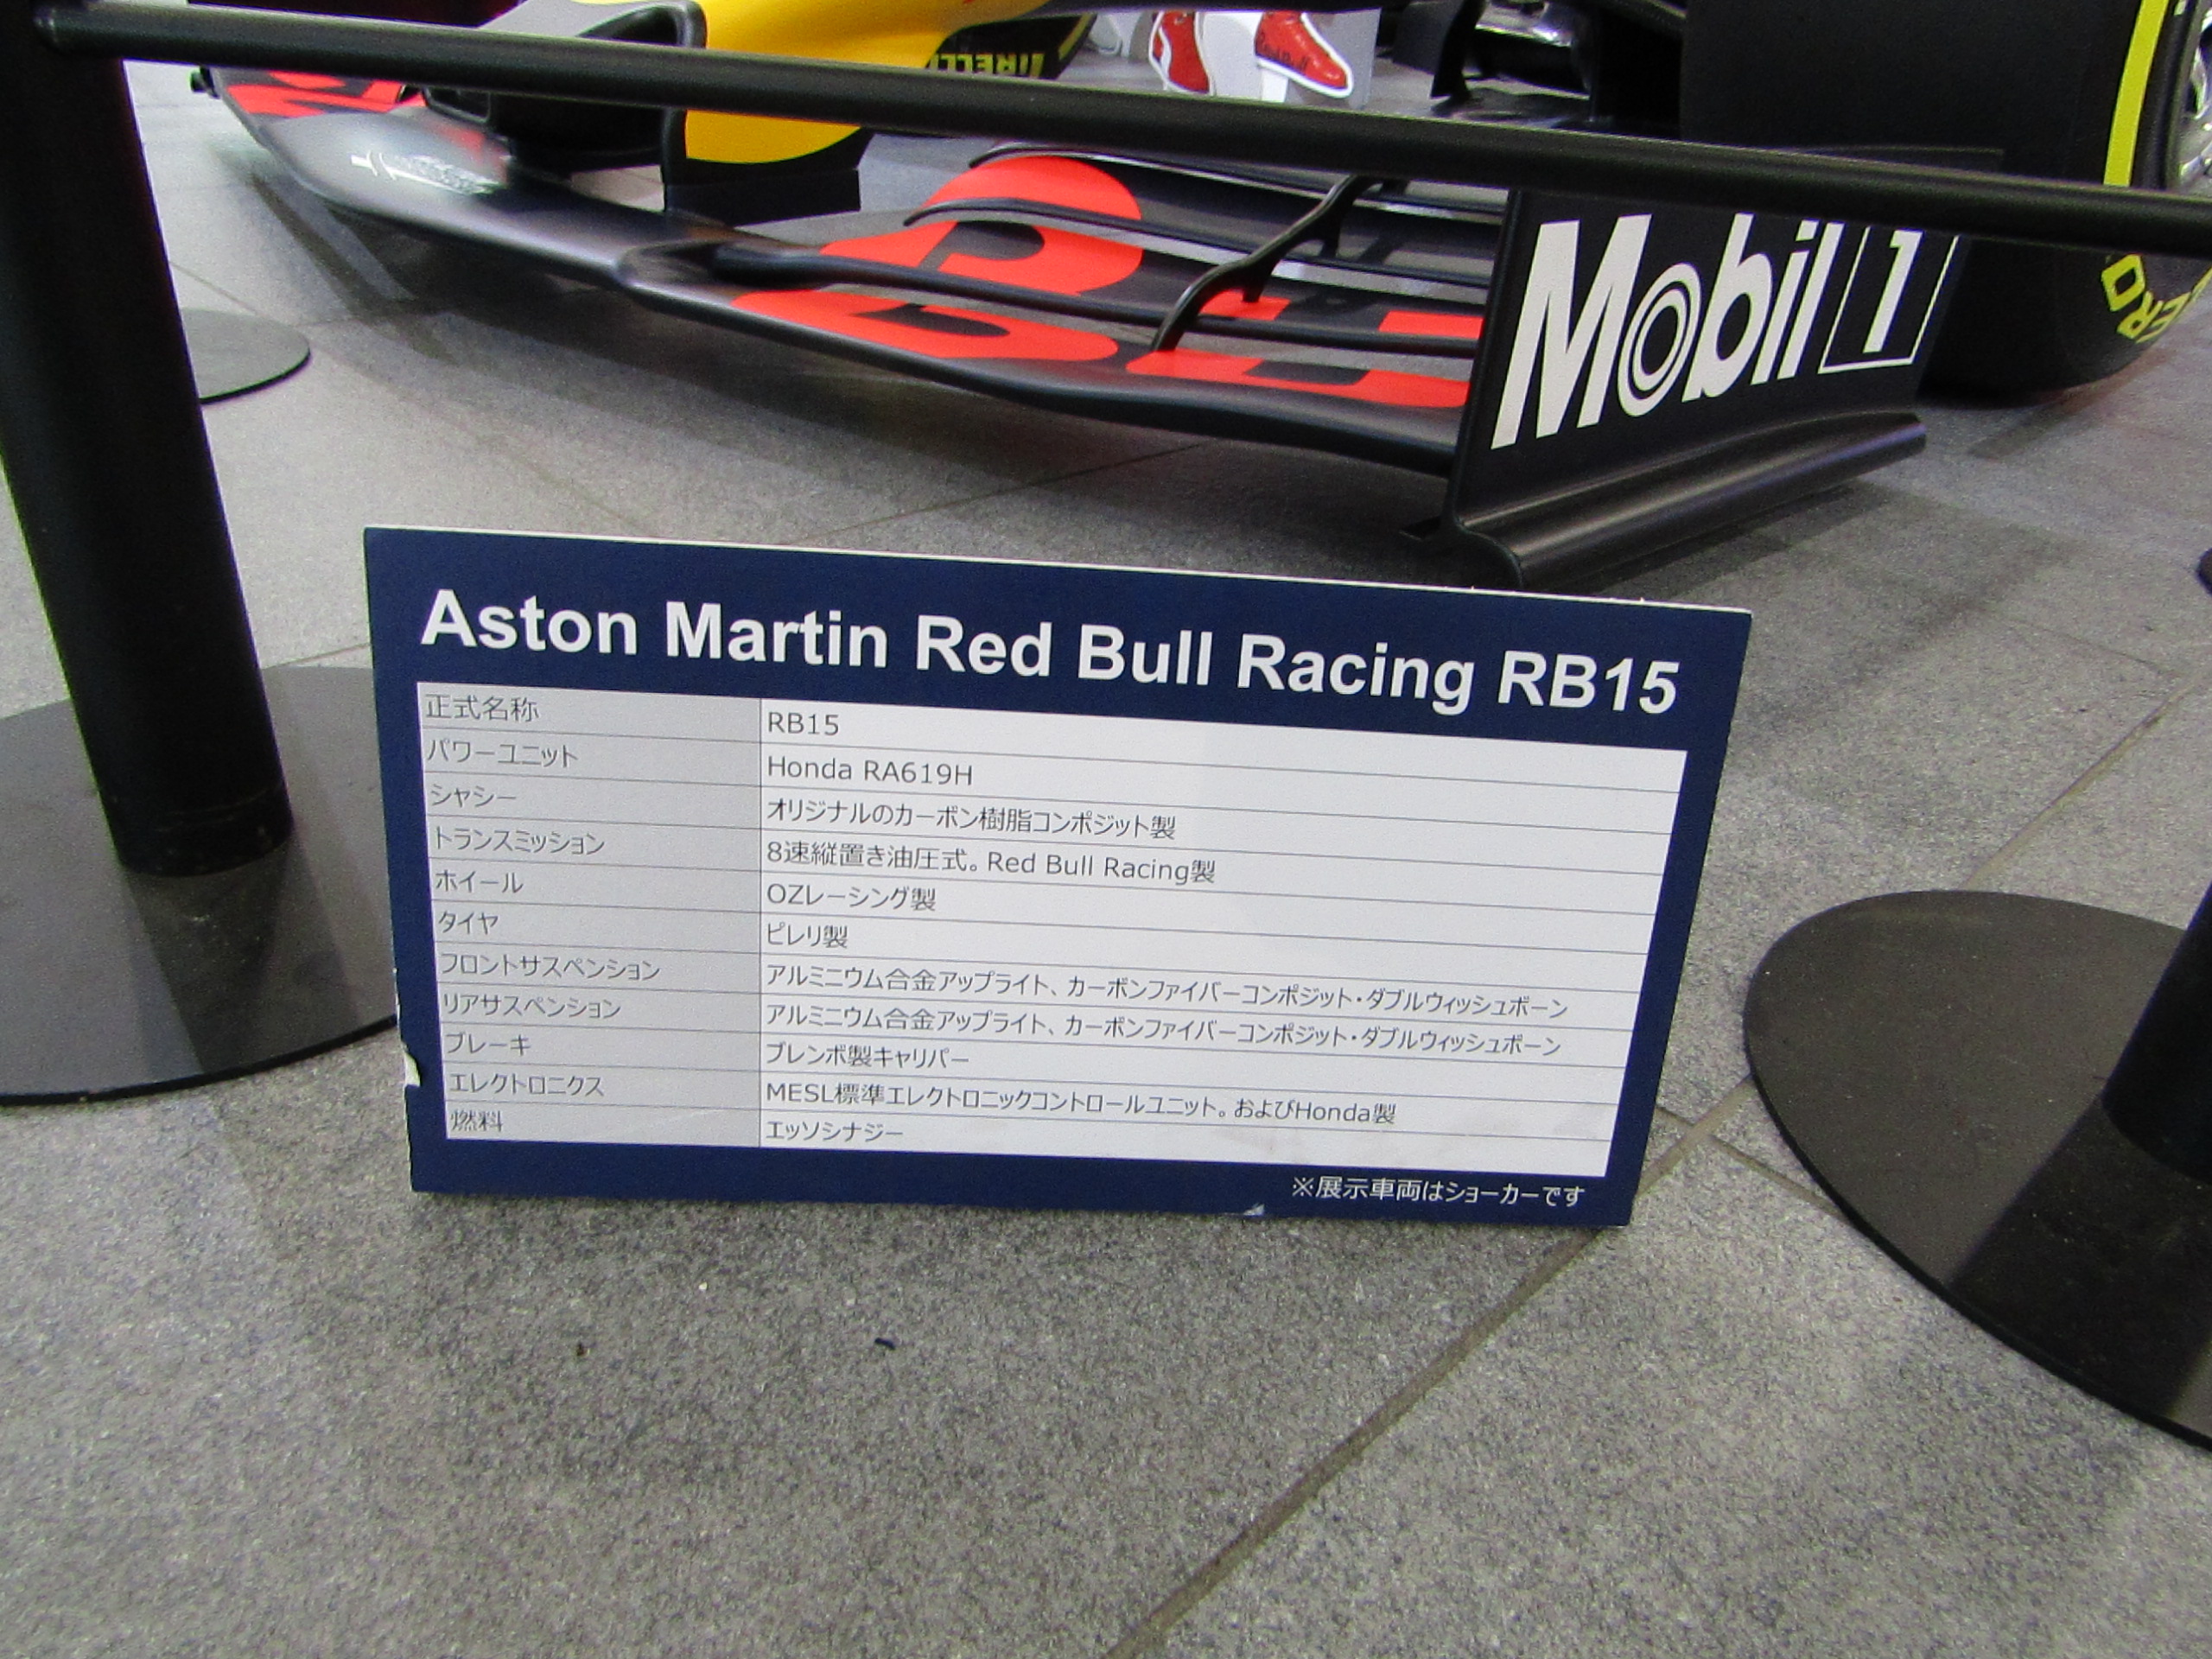 PIRELLI
Red Bull
Mobil 1
ZERO
Aston Martin Red Bull Racing RB15
正式名称 RB15
パワーユニット Honda RA619H
シャシー オリジナルのカーボン樹脂コンポジット製
トランスミッション 8速縦置き油圧式。Red Bull Racing製
ホイール OZレーシング製
タイヤ ピレリ製
フロントサスペンション アルミニウム合金アップライト、カーボンファイバーコンポジット・ダブルウィッシュボーン
リアサスペンション アルミニウム合金アップライト、カーボンファイバーコンポジット・ダブルウィッシュボーン
ブレーキ ブレンボ製キャリパー
エレクトロニクス MESL標準エレクトロニックコントロールユニット。およびHonda製
燃料 エッソシナジー
※展示車両はショーカーです